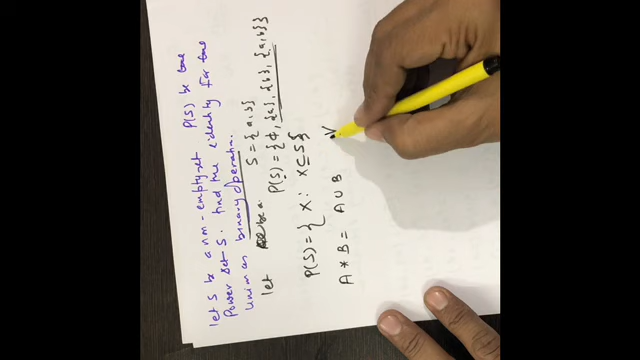 let S be a non-empty set P(S) be the
Power set S. find the identity for the
Union as binary operation.
let be a S = {a, b}
P(S) = {ϕ, {a}, {b}, {a, b}}
P(S) = { X : X ⊆ S}
A * B = A ∪ B